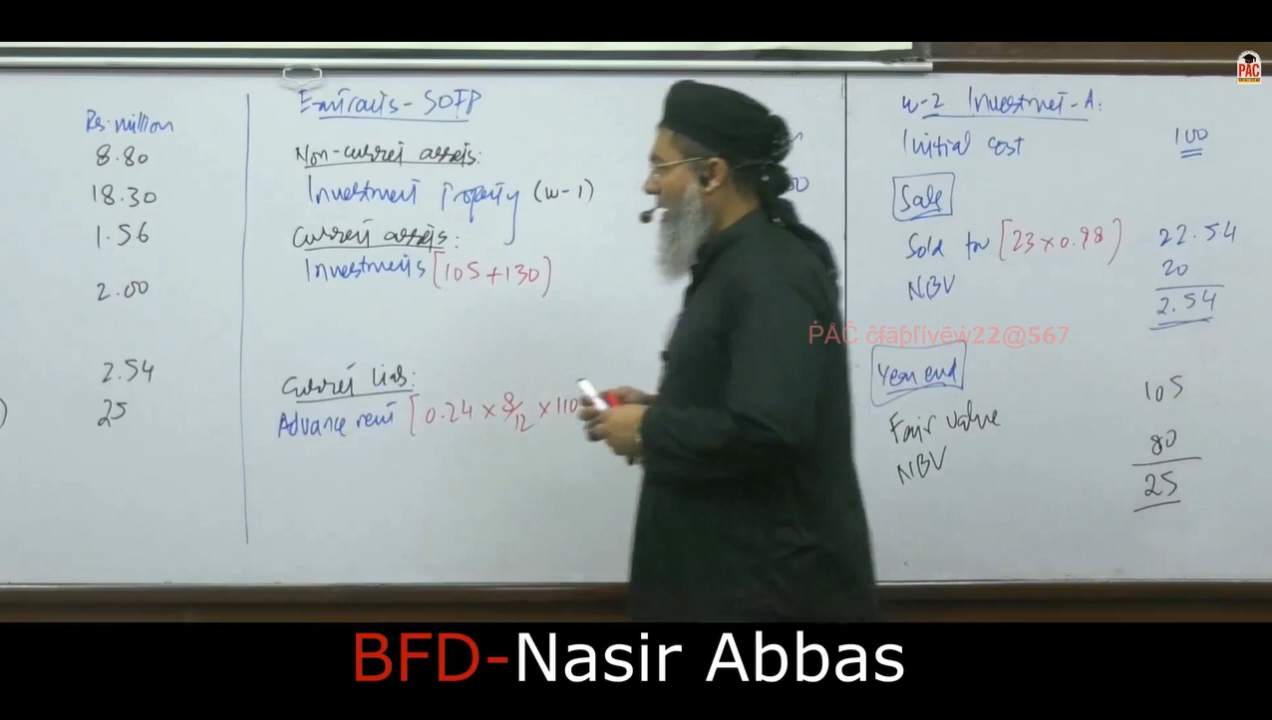 PAC
Rs. million
8.80
18.30
1.56
2.00
2.54
25
)
Extracts - SOFP
Non-current assets:
Investment Property (w-1)
Current assets:
Investments [105+130]
Current liab:
Advance rent [0.24 × 8/12 × 110
w-2 Investment-A:
Initial cost 100
Sale
Sold for [23×0.98] 22.54
NBV 20
2.54
PAC cfaplivew22@567
Year end
Fair value 105
NBV 80
25
BFD-Nasir Abbas